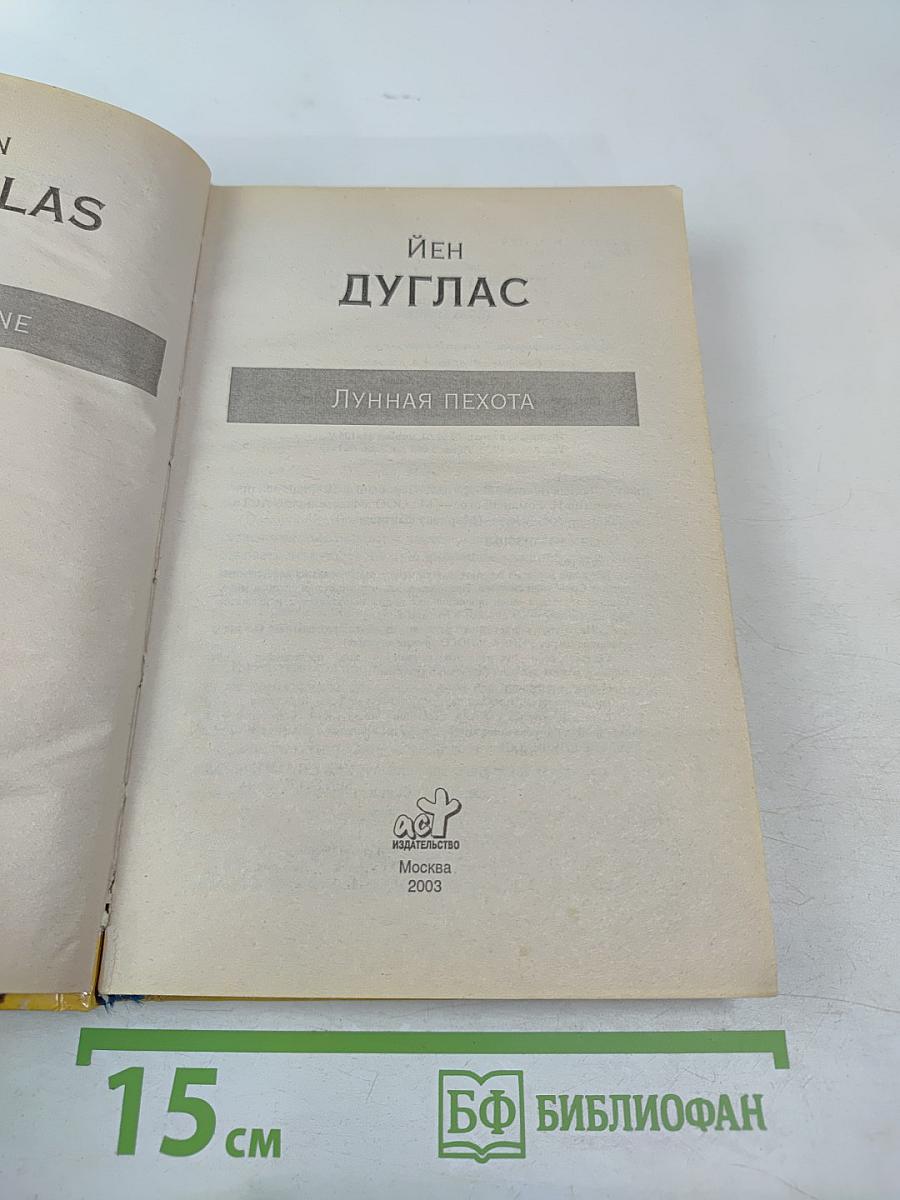 N
LAS
NE
Йен
ДУГЛАС
Лунная пехота
аст
ИЗДАТЕЛЬСТВО
Москва
2003
15 см
БФ БИБЛИОФАН